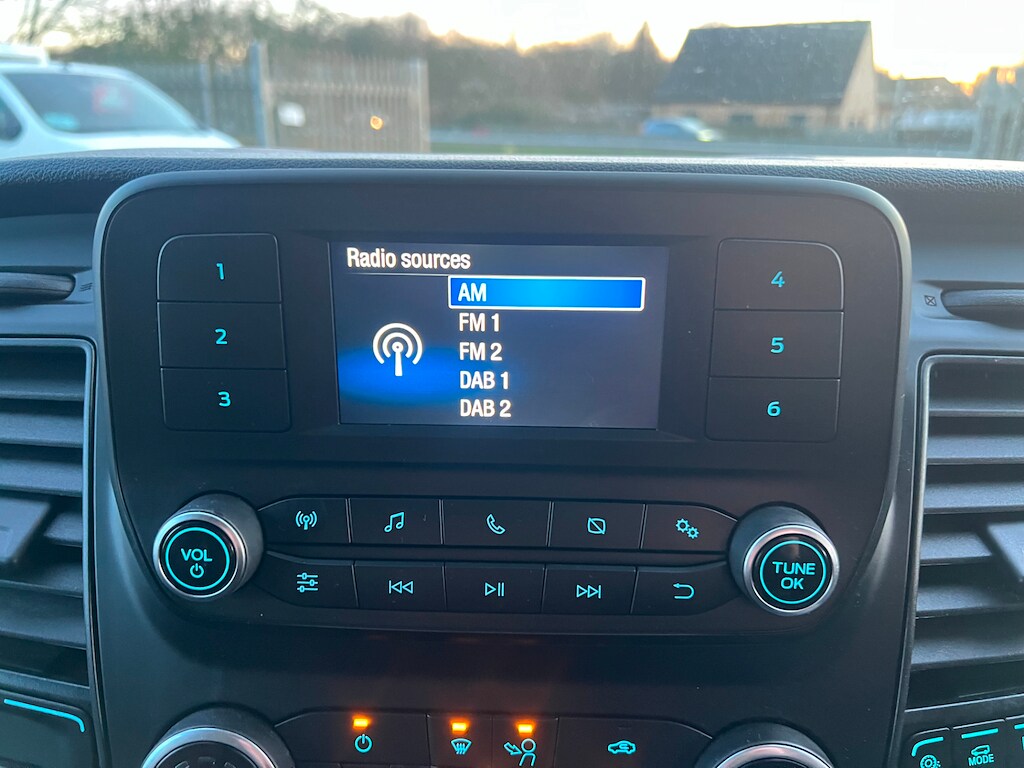 Radio sources
AM
FM 1
FM 2
DAB 1
DAB 2
1
2
3
4
5
6
VOL
TUNE
OK
MODE